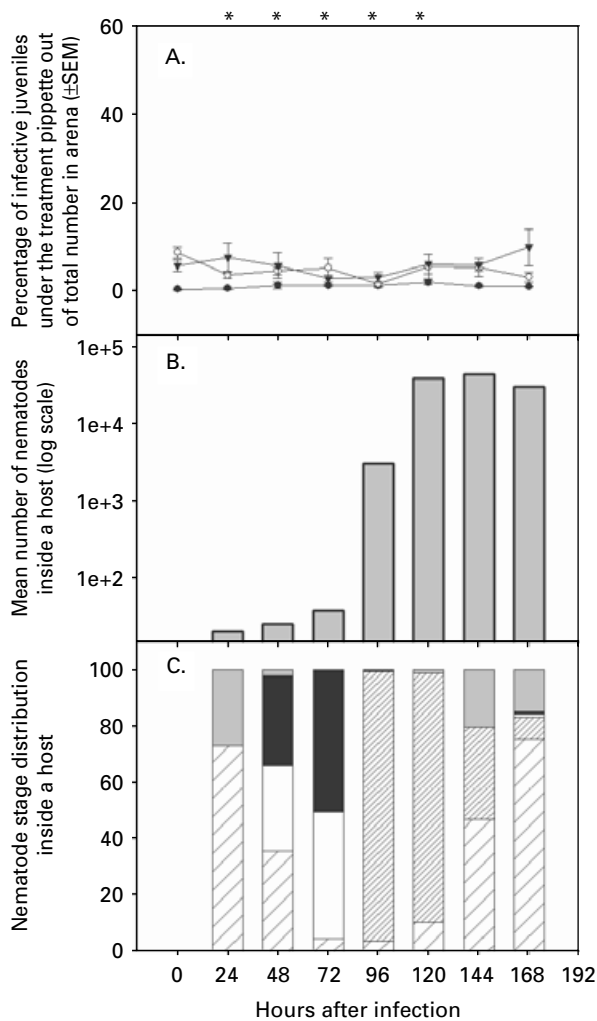 * * * * *
60
A.
40
20
0
Percentage of infective juveniles
under the treatment pippette out
of total number in arena (±SEM)
1e+5
B.
1e+4
1e+3
1e+2
Mean number of nematodes
inside a host (log scale)
100
C.
80
60
40
20
0
Nematode stage distribution
inside a host
0 24 48 72 96 120 144 168 192
Hours after infection